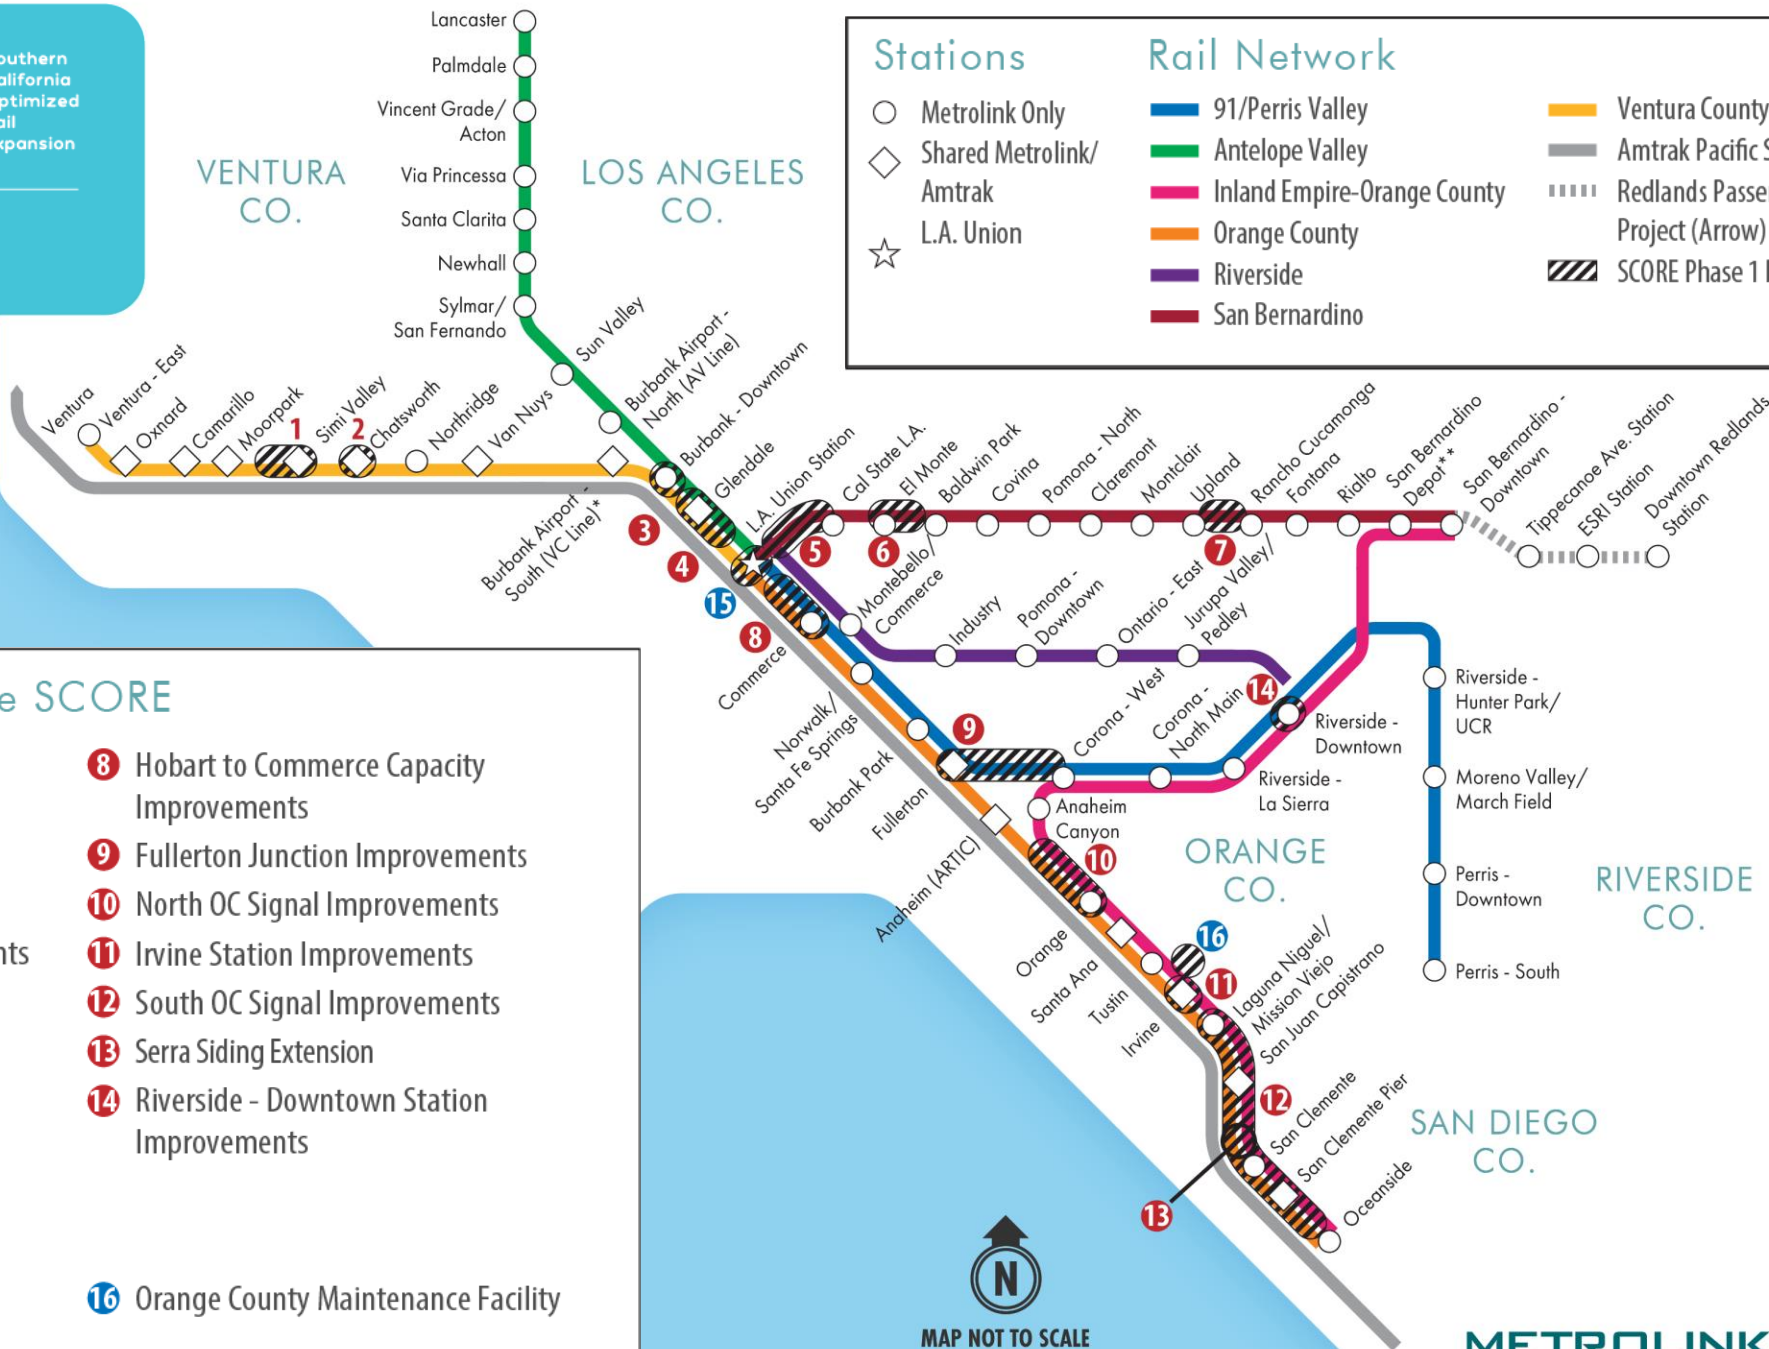 outhern
alifornia
ptimized
ail
xpansion
VENTURA
CO.
LOS ANGELES
CO.
Stations
Metrolink Only
Shared Metrolink/
Amtrak
L.A. Union
Rail Network
91/Perris Valley
Antelope Valley
Inland Empire-Orange County
Orange County
Riverside
San Bernardino
Ventura County
Amtrak Pacific S
Redlands Passe
Project (Arrow)
SCORE Phase 1
Lancaster
Palmdale
Vincent Grade/
Acton
Via Princessa
Santa Clarita
Newhall
Sylmar/
San Fernando
Sun Valley
Burbank Airport -
North (AV Line)
Burbank - Downtown
Glendale
L.A. Union Station
Ventura
Ventura - East
Oxnard
Camarillo
Moorpark
1
Simi Valley
2
Chatsworth
Northridge
Van Nuys
Burbank Airport -
South (VC Line)*
3
4
15
8
Cal State L.A.
5
El Monte
6
Baldwin Park
Covina
Pomona - North
Claremont
Montclair
Upland
7
Rancho Cucamonga
Fontana
Rialto
San Bernardino
Depot**
San Bernardino -
Downtown
Tippecanoe Ave. Station
ESRI Station
Downtown Redlands
Station
Montebello/
Commerce
Industry
Pomona -
Downtown
Ontario - East
Jurupa Valley/
Pedley
14
Commerce
Norwalk/
Santa Fe Springs
Burbank Park
Fullerton
9
Anaheim (ARTIC)
Corona - West
Corona -
North Main
Riverside -
La Sierra
Riverside -
Downtown
Riverside -
Hunter Park/
UCR
Moreno Valley/
March Field
Perris -
Downtown
Perris - South
Anaheim
Canyon
10
ORANGE
CO.
RIVERSIDE
CO.
Orange
Santa Ana
Tustin
Irvine
16
11
Laguna Niguel/
Mission Viejo
San Juan Capistrano
12
San Clemente
San Clemente Pier
13
Oceanside
SAN DIEGO
CO.
e SCORE
8 Hobart to Commerce Capacity
Improvements
9 Fullerton Junction Improvements
10 North OC Signal Improvements
nts
11 Irvine Station Improvements
12 South OC Signal Improvements
13 Serra Siding Extension
14 Riverside - Downtown Station
Improvements
16 Orange County Maintenance Facility
N
MAP NOT TO SCALE
METROLINK